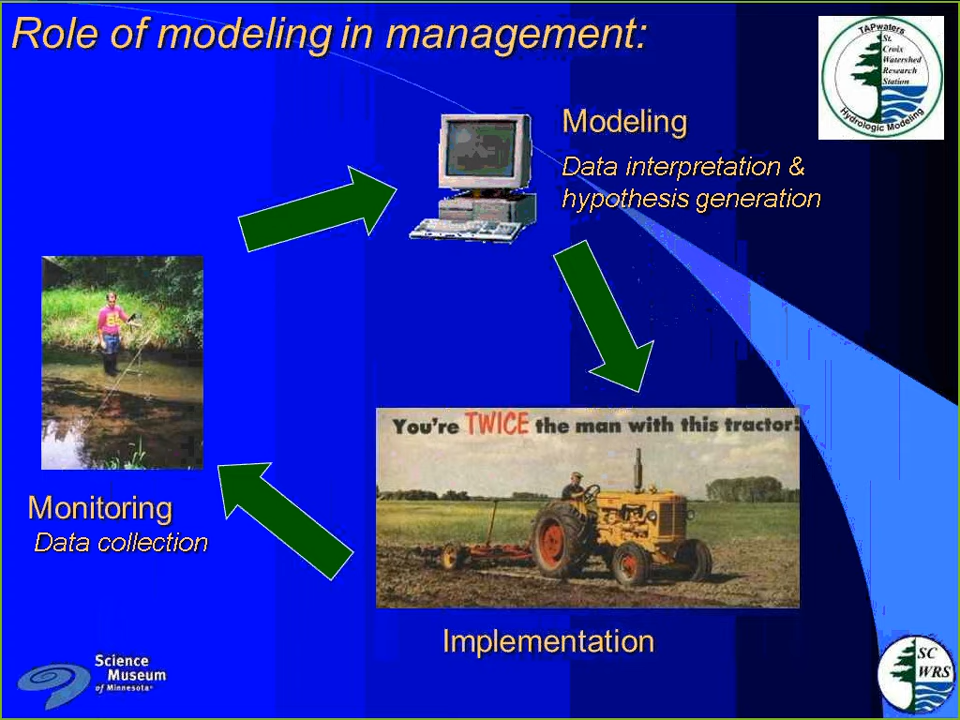 Role of modeling in management:
TAPwaters
St.
Croix
Watershed
Research
Station
Hydrologic Modeling
Modeling
Data interpretation &
hypothesis generation
You're TWICE the man with this tractor!
Monitoring
Data collection
Implementation
Science
Museum
of Minnesota
SC
WRS